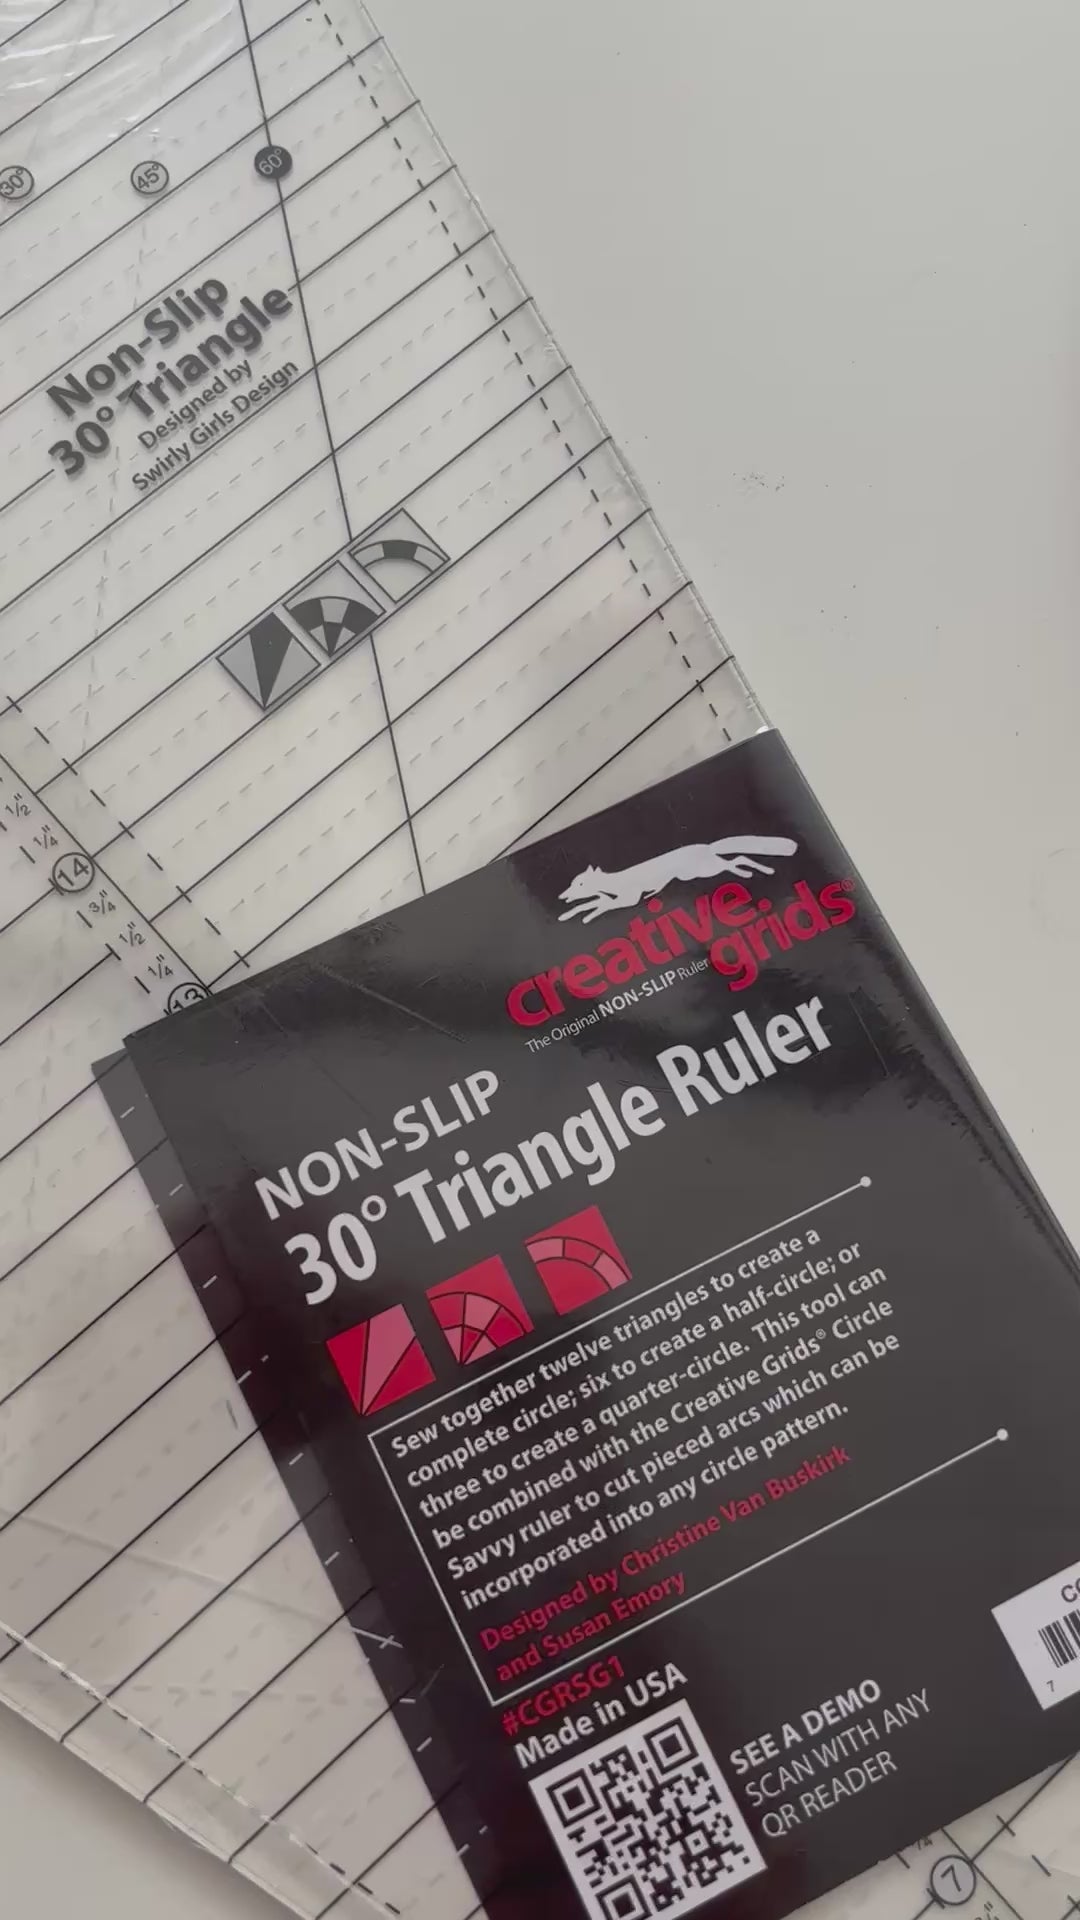 30°
45°
60°
Non-Slip
30° Triangle
Designed by
Swirly Girls Design
1/2"
1/4"
14
3/4"
1/2"
1/4"
13
creative
grids®
The Original NON-SLIP Ruler
NON-SLIP
30° Triangle Ruler
Sew together twelve triangles to create a
complete circle; six to create a half-circle; or
three to create a quarter-circle. This tool can
be combined with the Creative Grids® Circle
Savvy ruler to cut pieced arcs which can be
incorporated into any circle pattern.
Designed by Christine Van Buskirk
and Susan Emory
#CGRSG1
Made in USA
SEE A DEMO
SCAN WITH ANY
QR READER
7
7